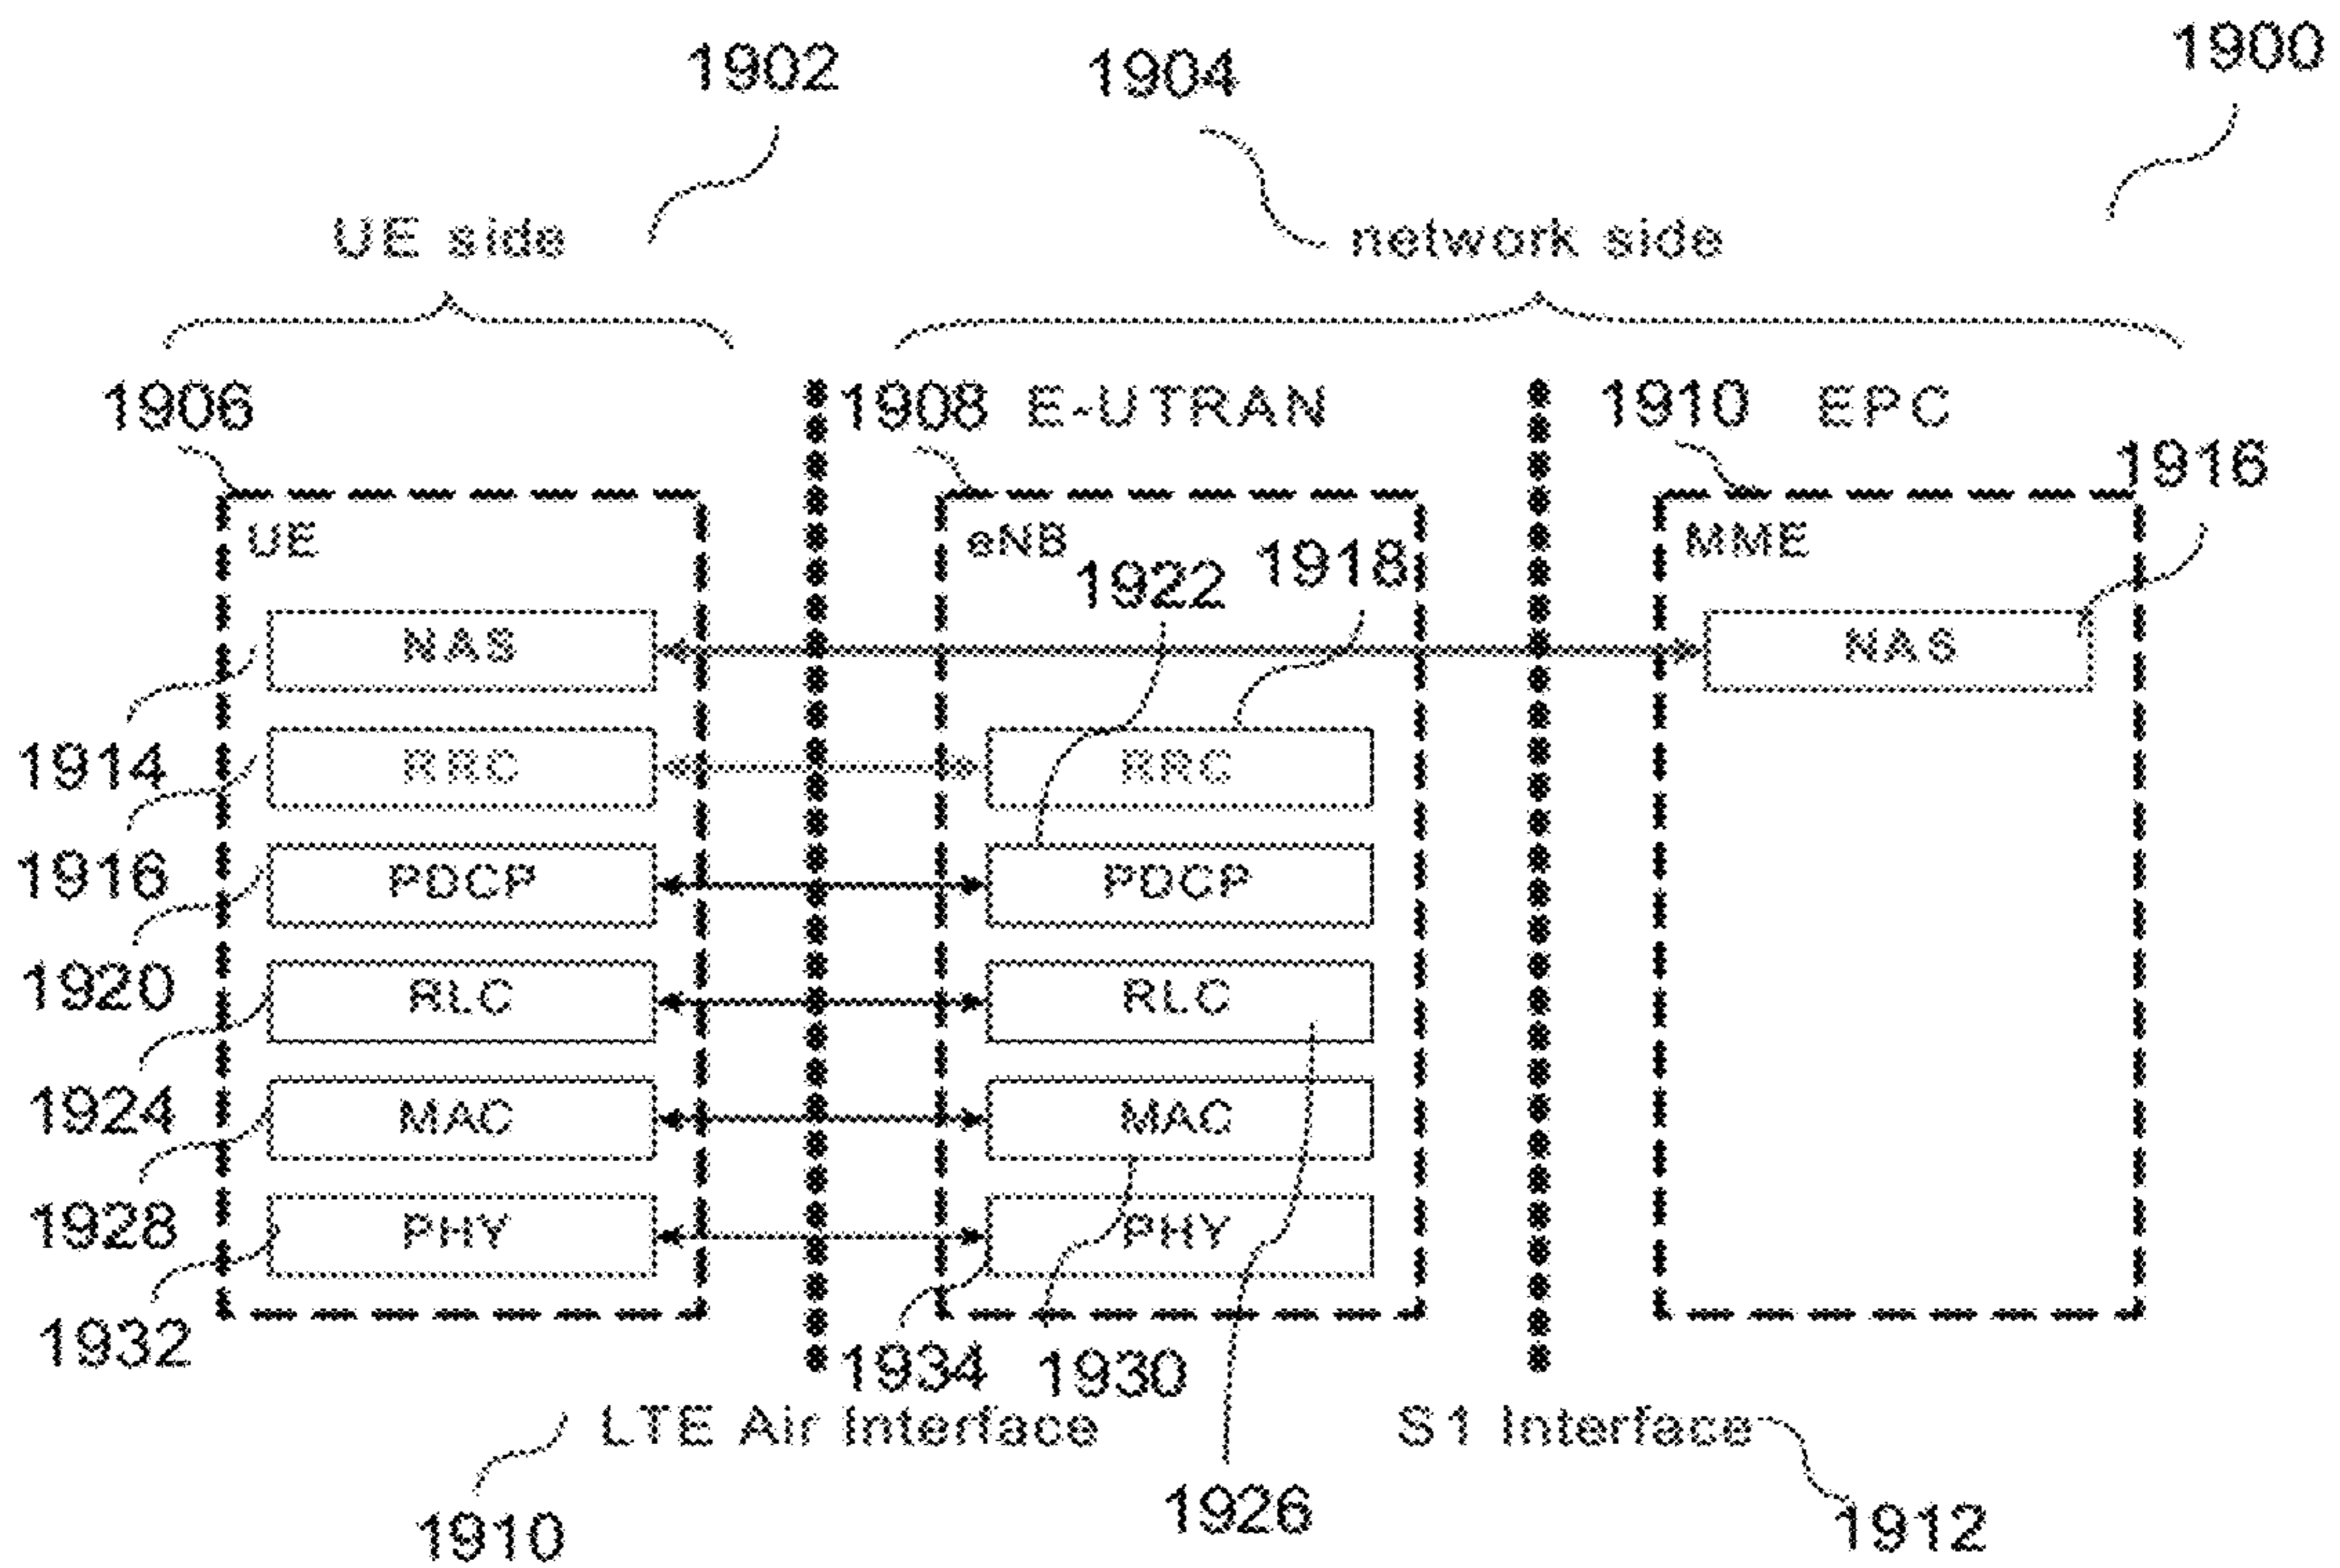 1902
1904
1900
UE side
network side
1906
1908 E-UTRAN
1910 EPC
1916
UE
eNB
MME
1922
1918
NAS
NAS
1914
RRC
RRC
1916
PDCP
PDCP
1920
RLC
RLC
1924
MAC
MAC
1928
PHY
PHY
1932
1934
1930
LTE Air Interface
S1 Interface
1910
1926
1912